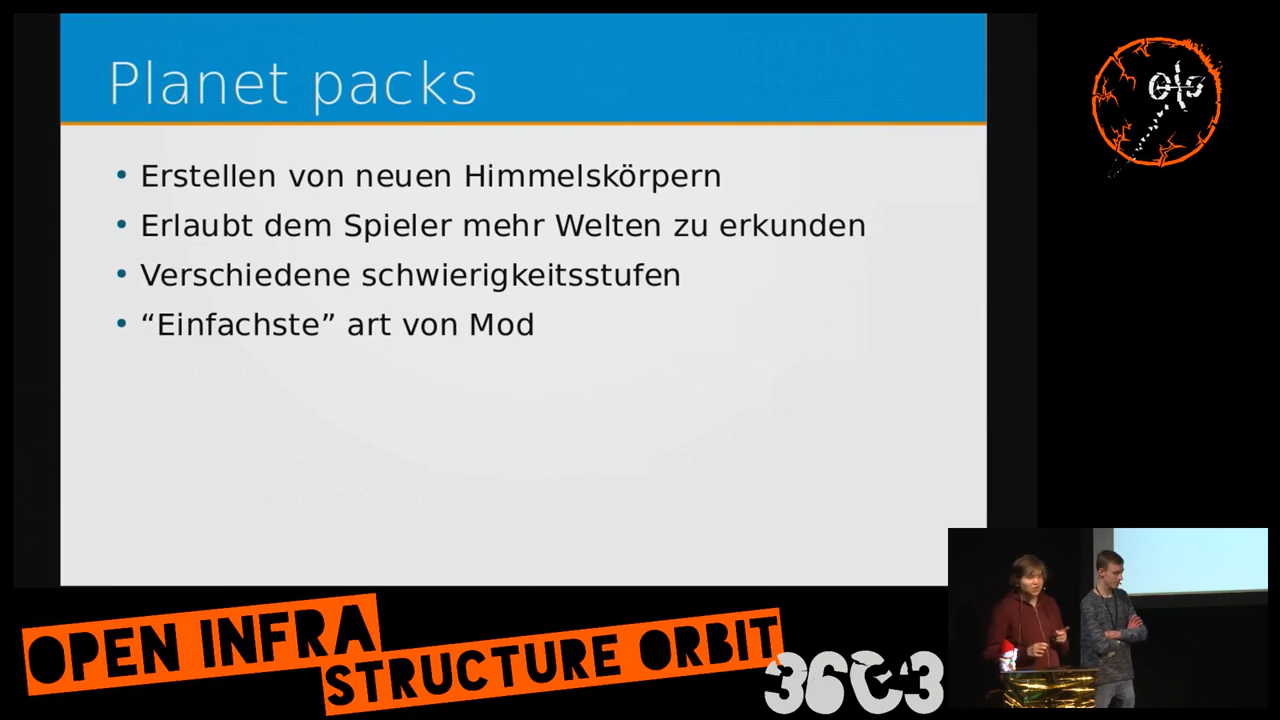 Planet packs
• Erstellen von neuen Himmelskörpern
• Erlaubt dem Spieler mehr Welten zu erkunden
• Verschiedene schwierigkeitsstufen
• “Einfachste” art von Mod
OPEN INFRA
STRUCTURE ORBIT
36C3